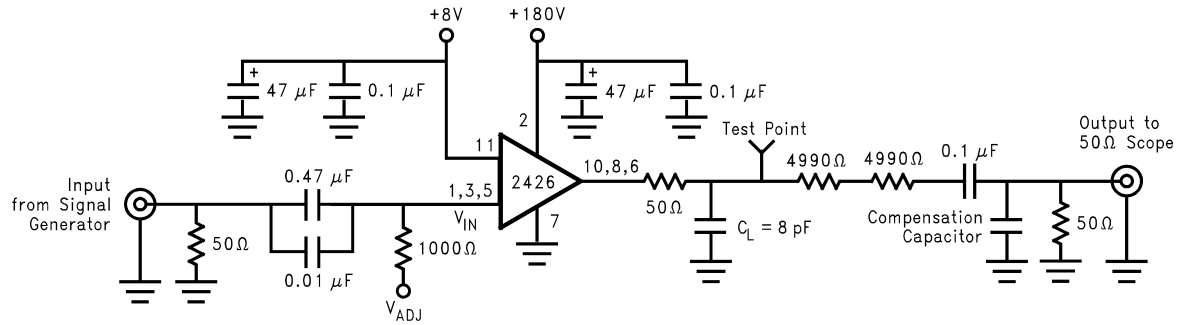 +8V
+180V
+
47 μF
0.1 μF
+
47 μF
0.1 μF
2
11
Test Point
Output to
50Ω Scope
Input
from Signal
Generator
0.47 μF
1,3,5
2426
10,8,6
4990Ω
4990Ω
0.1 μF
50Ω
V_IN
7
50Ω
C_L = 8 pF
Compensation
Capacitor
50Ω
1000Ω
0.01 μF
V_ADJ